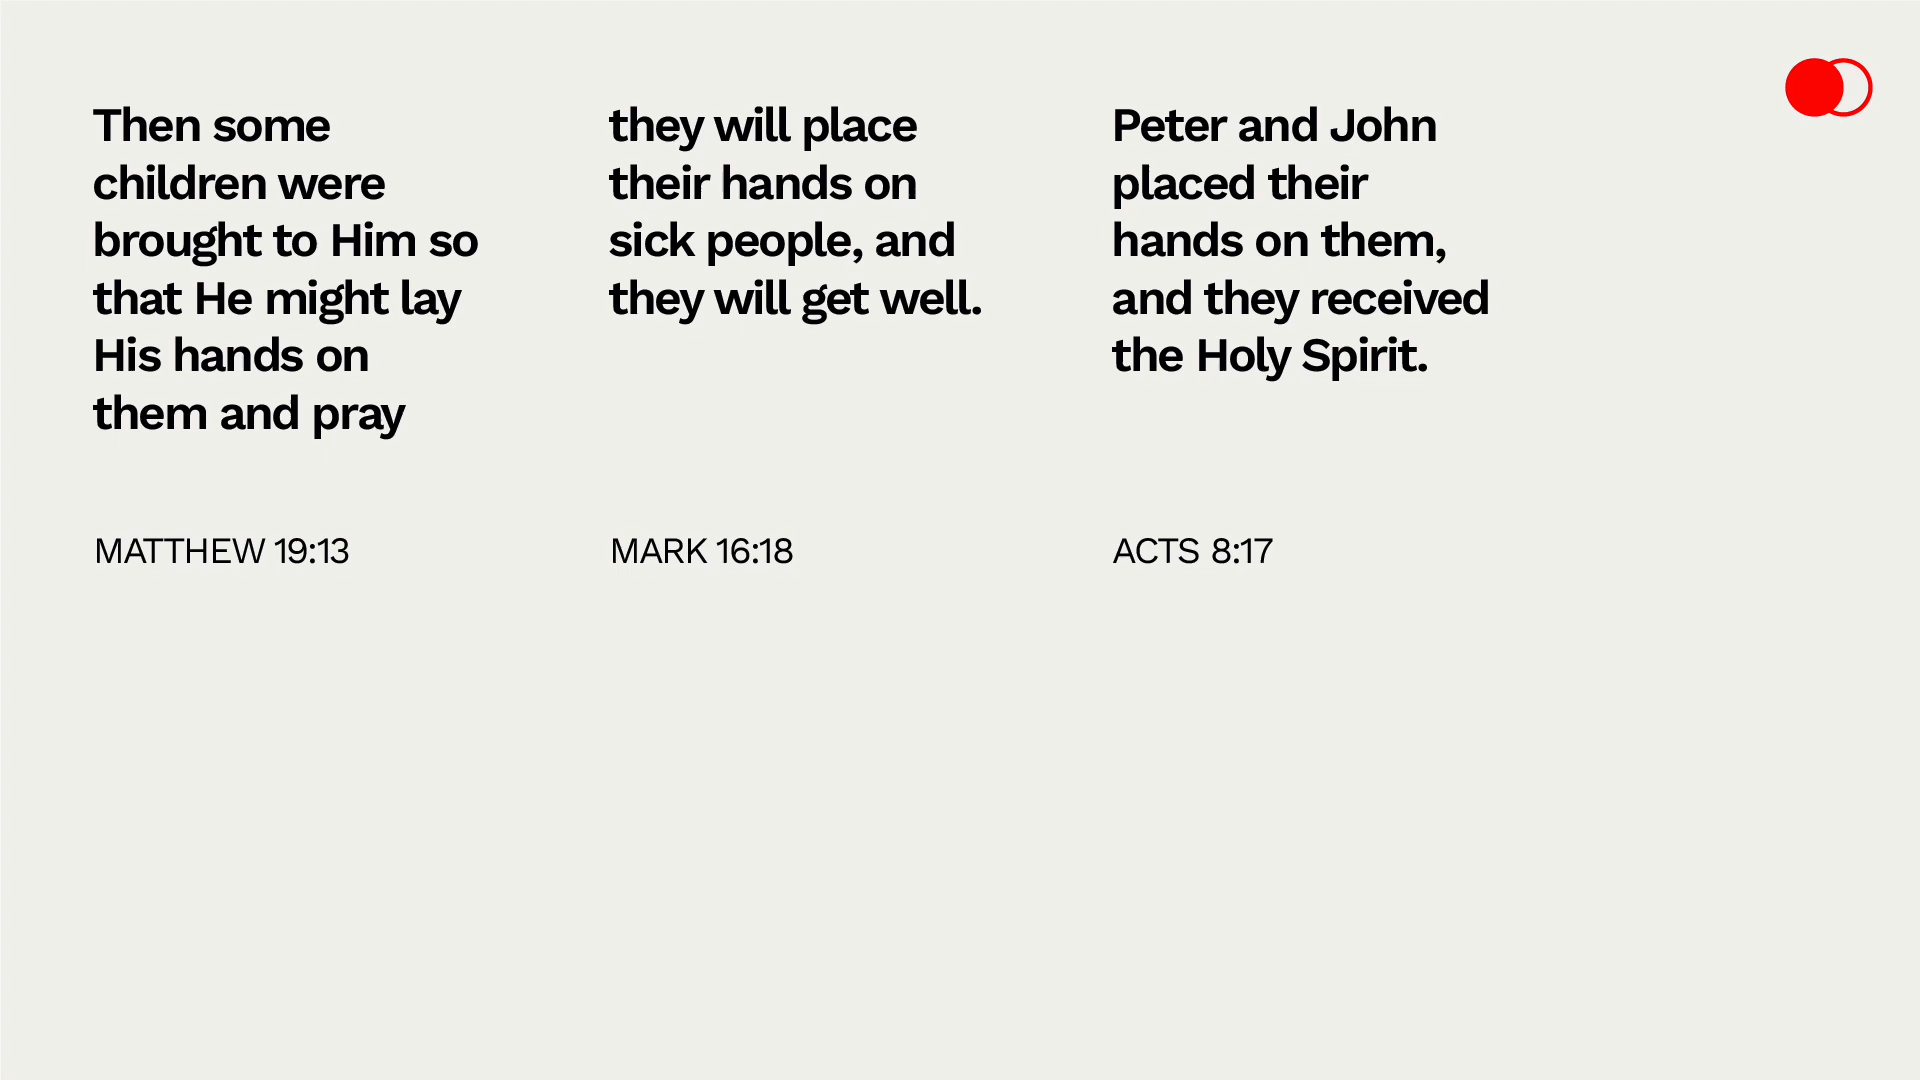 Then some
children were
brought to Him so
that He might lay
His hands on
them and pray
MATTHEW 19:13
they will place
their hands on
sick people, and
they will get well.
MARK 16:18
Peter and John
placed their
hands on them,
and they received
the Holy Spirit.
ACTS 8:17